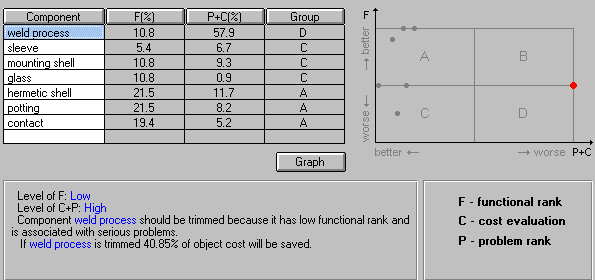 Component F(%) P+C(%) Group
weld process 10.8 57.9 D
sleeve 5.4 6.7 C
mounting shell 10.8 9.3 C
glass 10.8 0.9 C
hermetic shell 21.5 11.7 A
potting 21.5 8.2 A
contact 19.4 5.2 A
Graph
F
better
worse
A B
C D
better worse P+C
Level of F: Low
Level of C+P: High
Component weld process should be trimmed because it has low functional rank and
is associated with serious problems.
If weld process is trimmed 40.85% of object cost will be saved.
F - functional rank
C - cost evaluation
P - problem rank